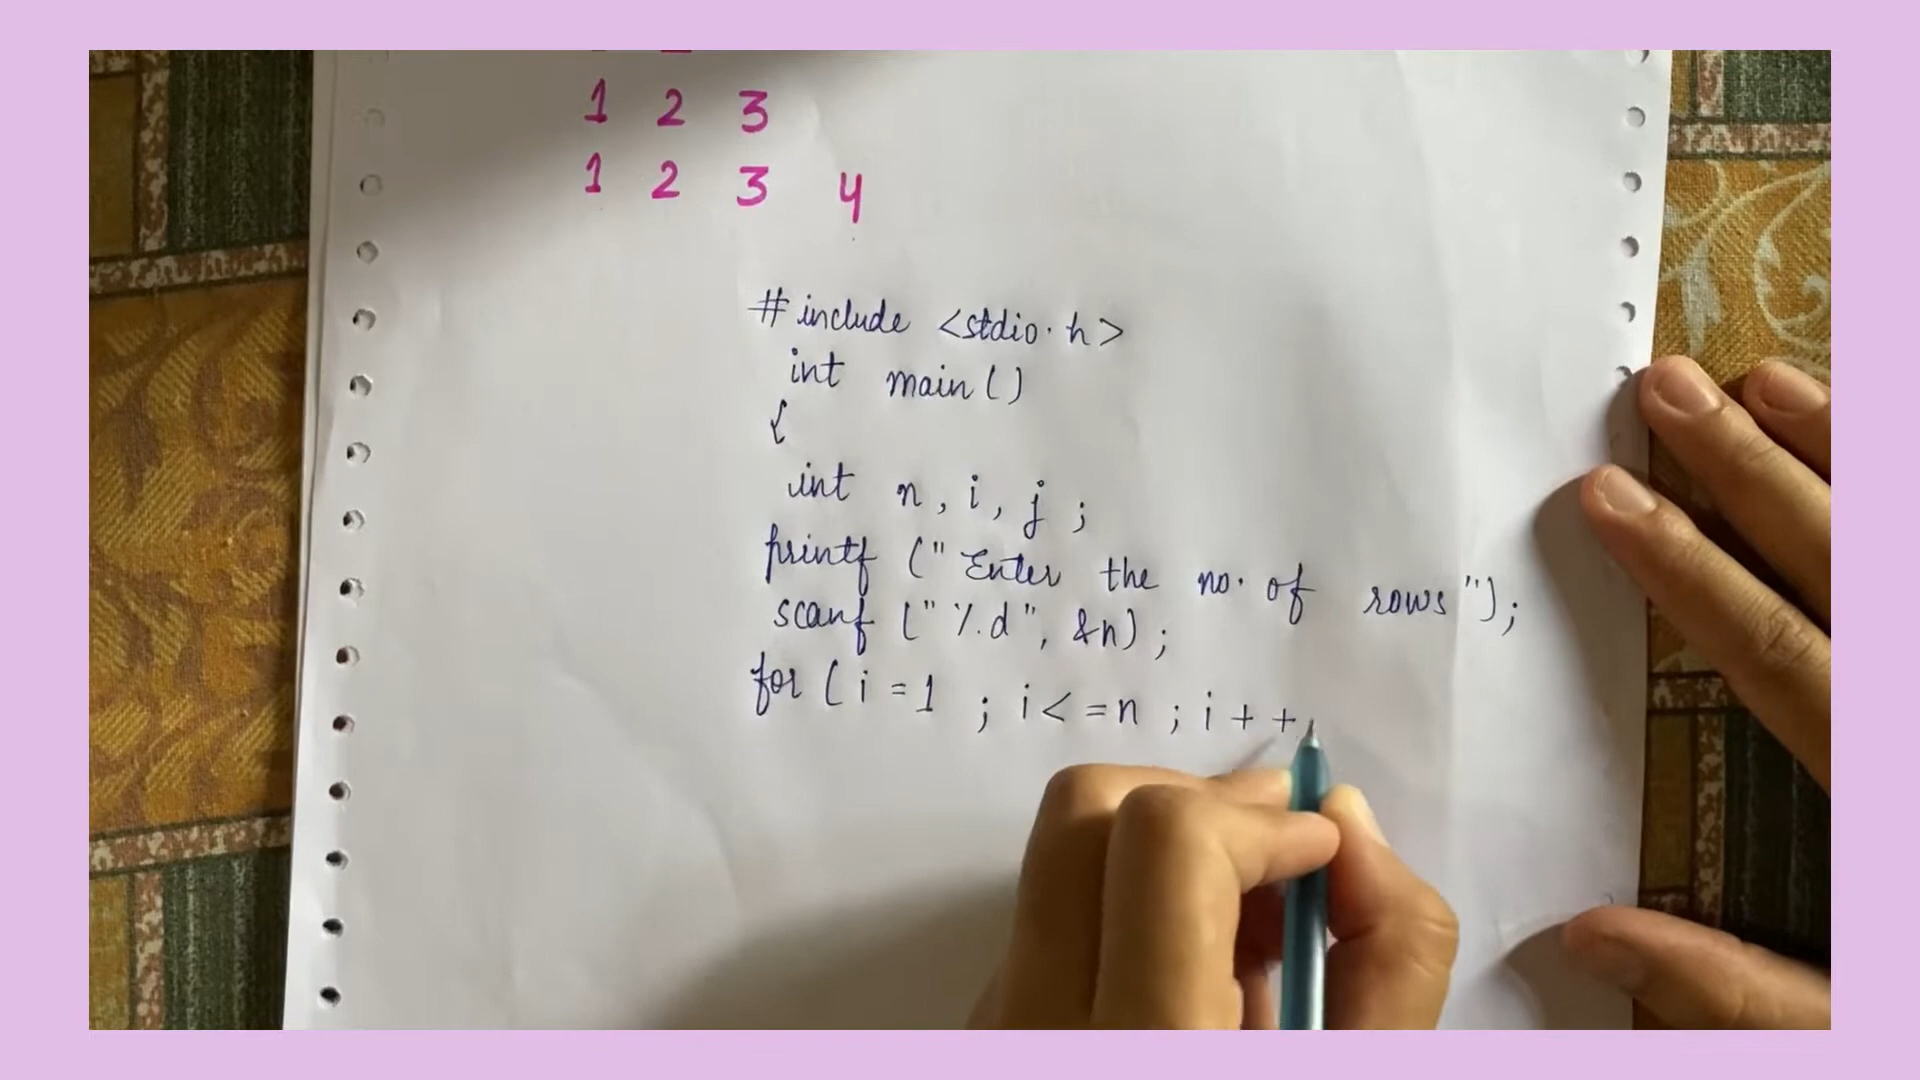 1 2 3
1 2 3 4
#include <stdio.h>
int main()
{
int n, i, j;
printf ("Enter the no. of rows");
scanf ("%d", &n);
for (i = 1 ; i <= n ; i + +